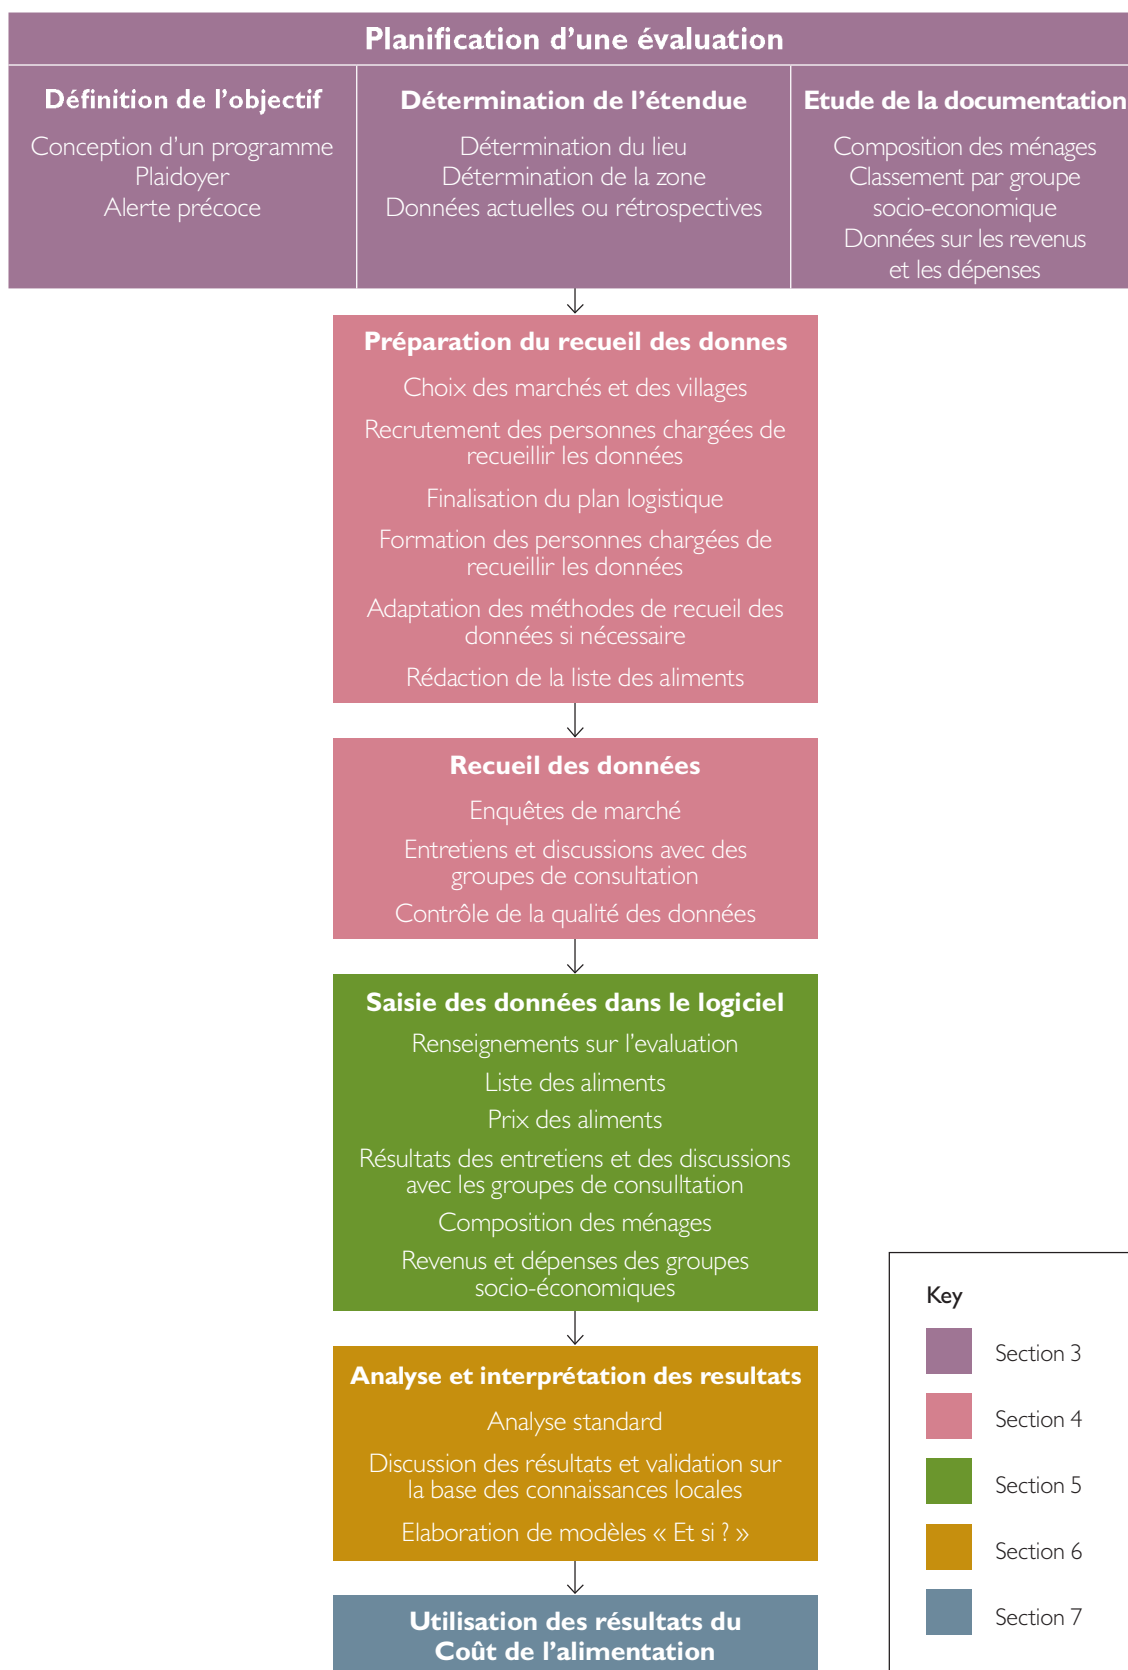 Planification d’une évaluation
Définition de l’objectif
Conception d’un programme
Plaidoyer
Alerte précoce
Détermination de l’étendue
Détermination du lieu
Détermination de la zone
Données actuelles ou rétrospectives
Etude de la documentation
Composition des ménages
Classement par groupe
socio-economique
Données sur les revenus
et les dépenses
Préparation du recueil des donnes
Choix des marchés et des villages
Recrutement des personnes chargées de
recueillir les données
Finalisation du plan logistique
Formation des personnes chargées de
recueillir les données
Adaptation des méthodes de recueil des
données si nécessaire
Rédaction de la liste des aliments
Recueil des données
Enquêtes de marché
Entretiens et discussions avec des
groupes de consultation
Contrôle de la qualité des données
Saisie des données dans le logiciel
Renseignements sur l’evaluation
Liste des aliments
Prix des aliments
Résultats des entretiens et des discussions
avec les groupes de consulltation
Composition des ménages
Revenus et dépenses des groupes
socio-économiques
Analyse et interprétation des resultats
Analyse standard
Discussion des résultats et validation sur
la base des connaissances locales
Elaboration de modèles « Et si ? »
Utilisation des résultats du
Coût de l’alimentation
Key
Section 3
Section 4
Section 5
Section 6
Section 7